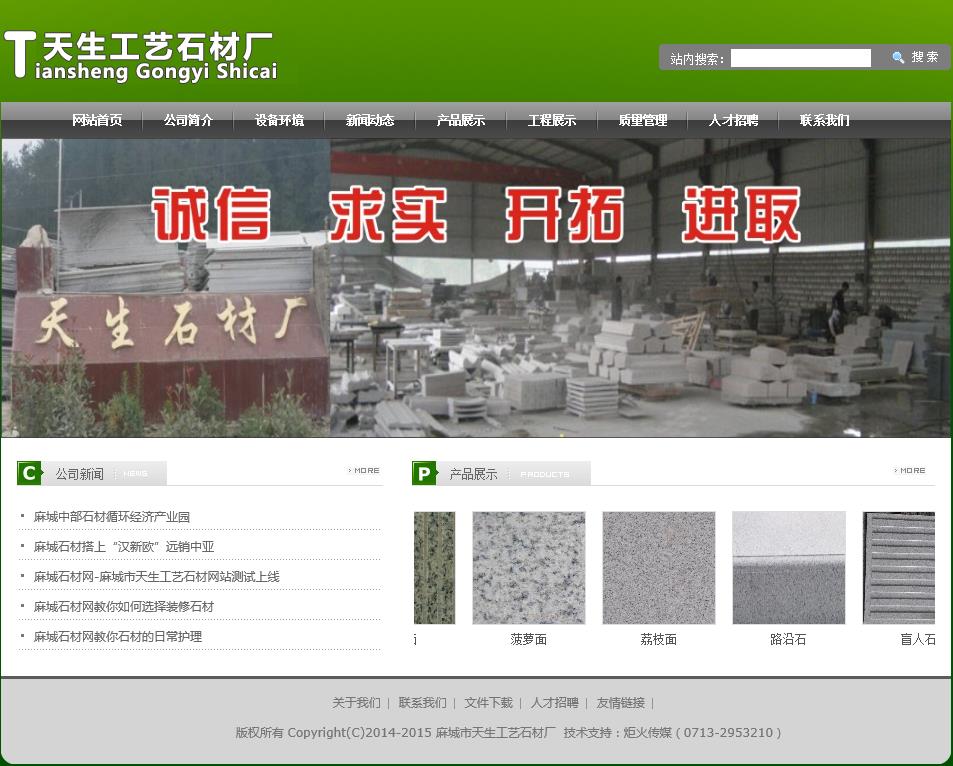 天生工艺石材厂
Tiansheng Gongyi Shicai
站内搜索: 搜 索
网站首页 公司简介 设备环境 新闻动态 产品展示 工程展示 质量管理 人才招聘 联系我们
诚信 求实 开拓 进取
天生石材厂
C 公司新闻 NEWS MORE
麻城中部石材循环经济产业园
麻城石材搭上“汉新欧”远销中亚
麻城石材网-麻城市天生工艺石材网站测试上线
麻城石材网教你如何选择装修石材
麻城石材网教你石材的日常护理
P 产品展示 PRODUCTS MORE
菠萝面 荔枝面 路沿石 盲人石
关于我们 | 联系我们 | 文件下载 | 人才招聘 | 友情链接 |
版权所有 Copyright(C)2014-2015 麻城市天生工艺石材厂 技术支持:炬火传媒 ( 0713-2953210 )